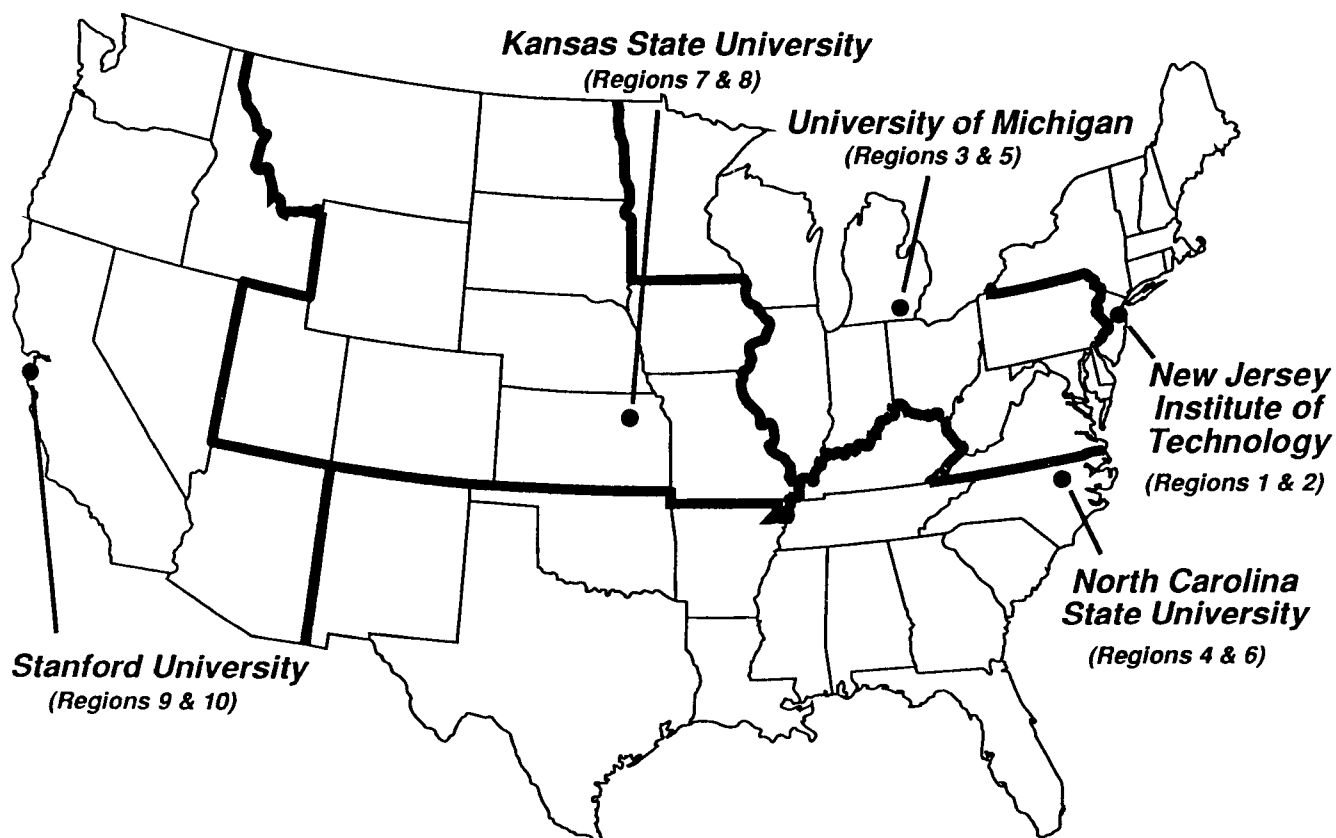 Kansas State University
(Regions 7 & 8)
University of Michigan
(Regions 3 & 5)
New Jersey
Institute of
Technology
(Regions 1 & 2)
North Carolina
State University
(Regions 4 & 6)
Stanford University
(Regions 9 & 10)